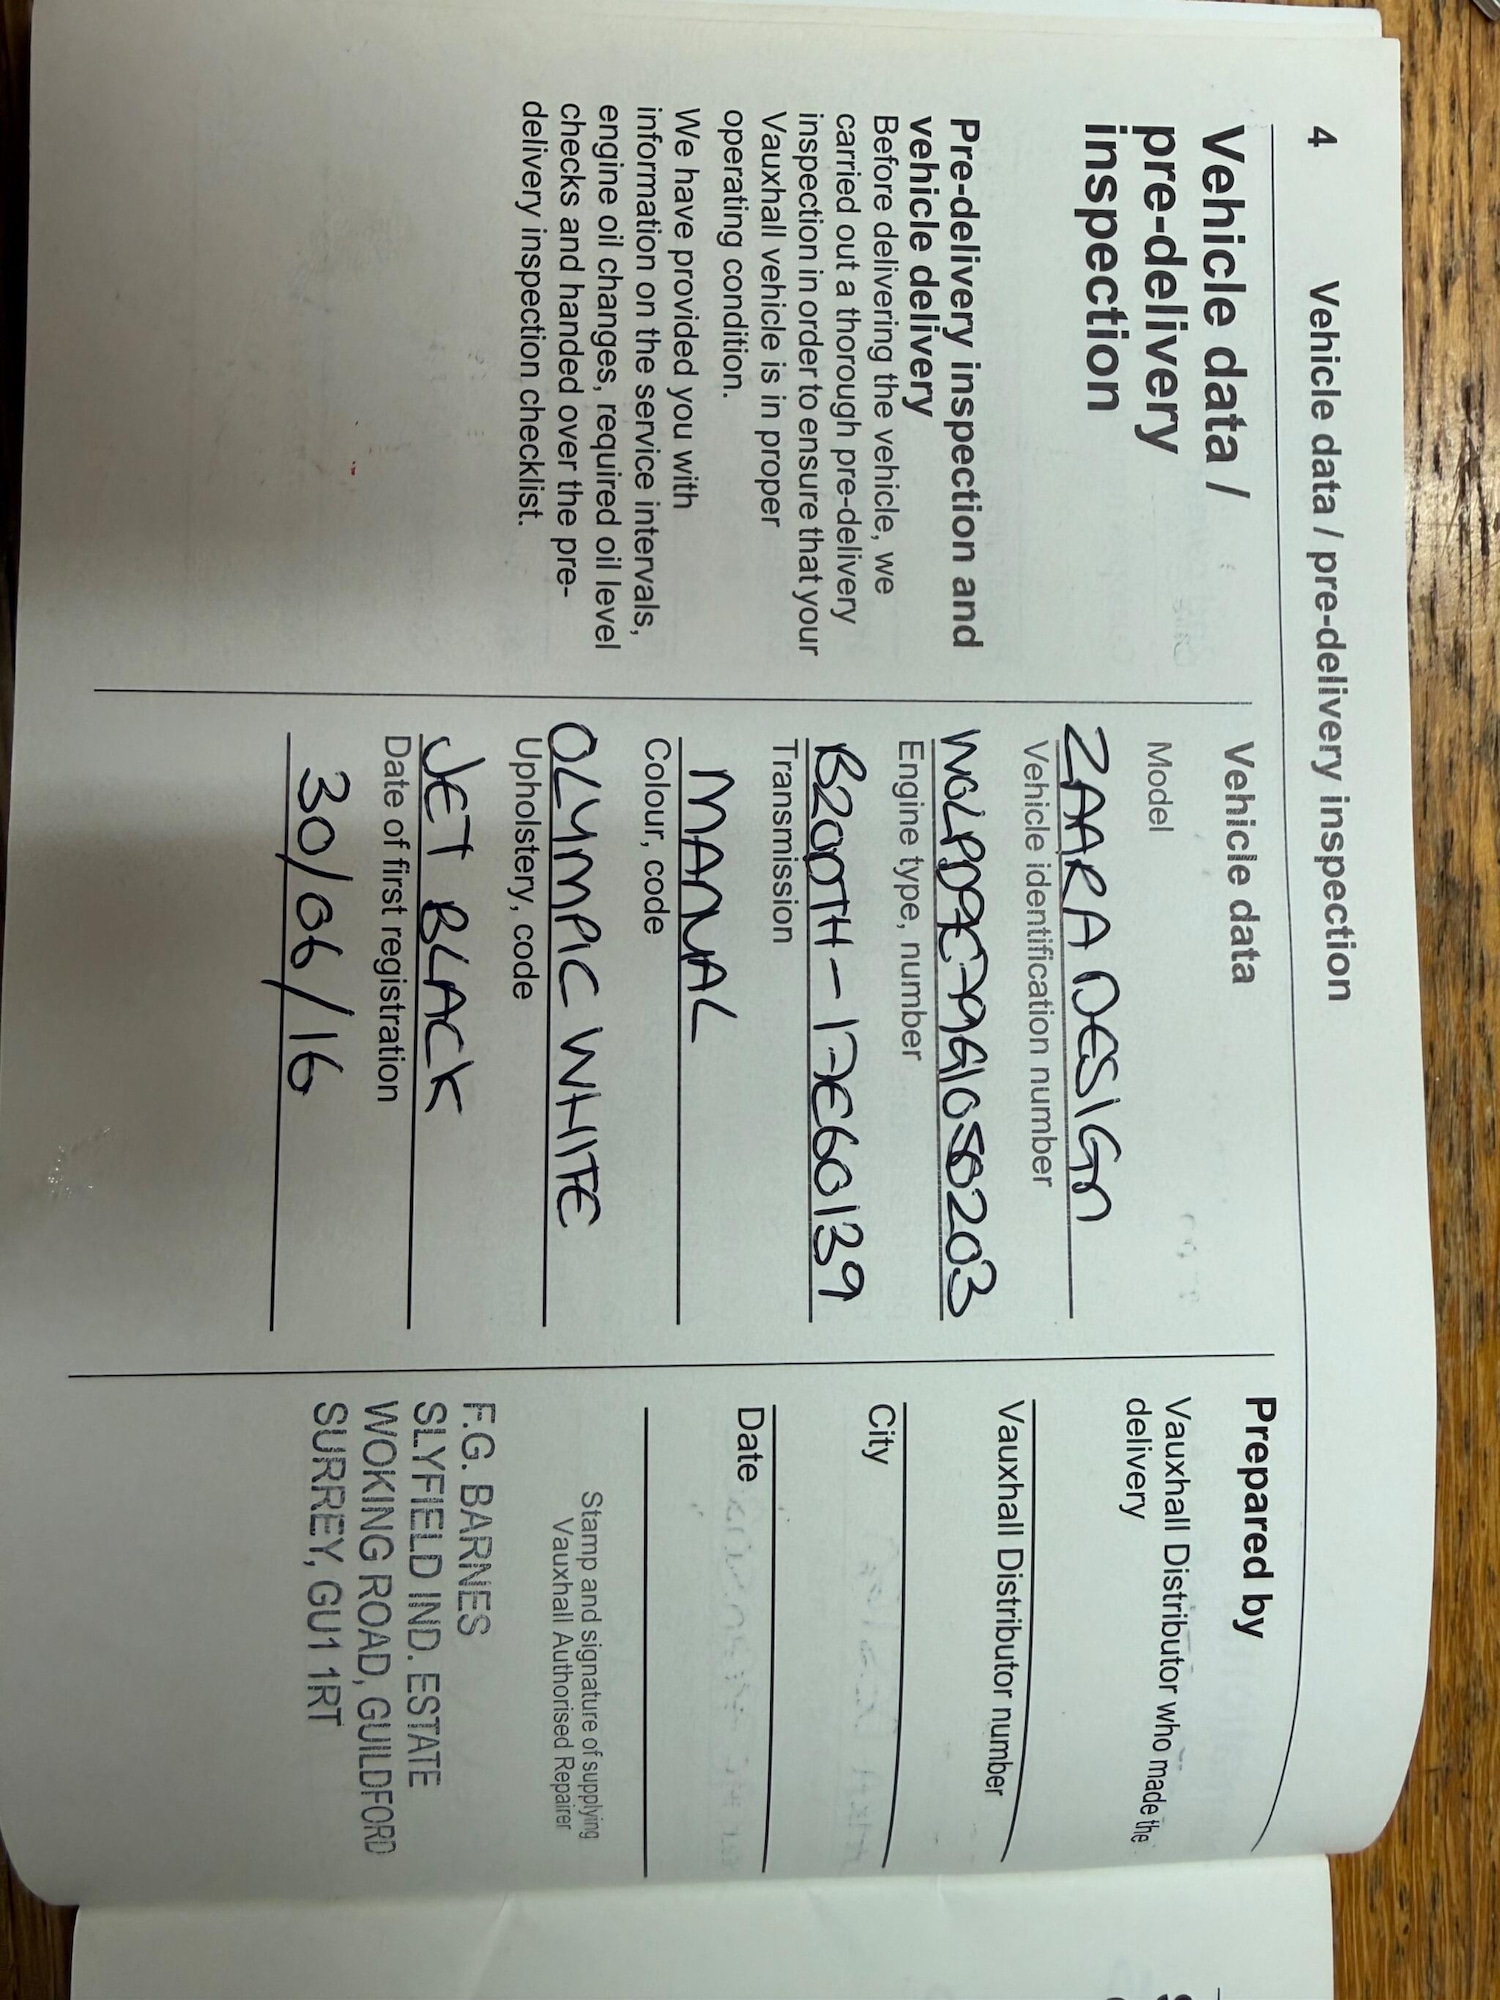 4 Vehicle data / pre-delivery inspection
Vehicle data /
pre-delivery
inspection
Pre-delivery inspection and
vehicle delivery
Before delivering the vehicle, we
carried out a thorough pre-delivery
inspection in order to ensure that your
Vauxhall vehicle is in proper
operating condition.
We have provided you with
information on the service intervals,
engine oil changes, required oil level
checks and handed over the pre-
delivery inspection checklist.
Vehicle data
Model
ZAARA DESIGN
Vehicle identification number
Engine type, number
B20DTH-17E60139
Transmission
MANUAL
Colour, code
OLYMPIC WHITE
Upholstery, code
JET BLACK
Date of first registration
30/06/16
Prepared by
Vauxhall Distributor who made the
delivery
Vauxhall Distributor number
City
Date
Stamp and signature of supplying
Vauxhall Authorised Repairer
F.G. BARNES
SLYFIELD IND. ESTATE
WOKING ROAD, GUILDFORD
SURREY, GU1 1RT